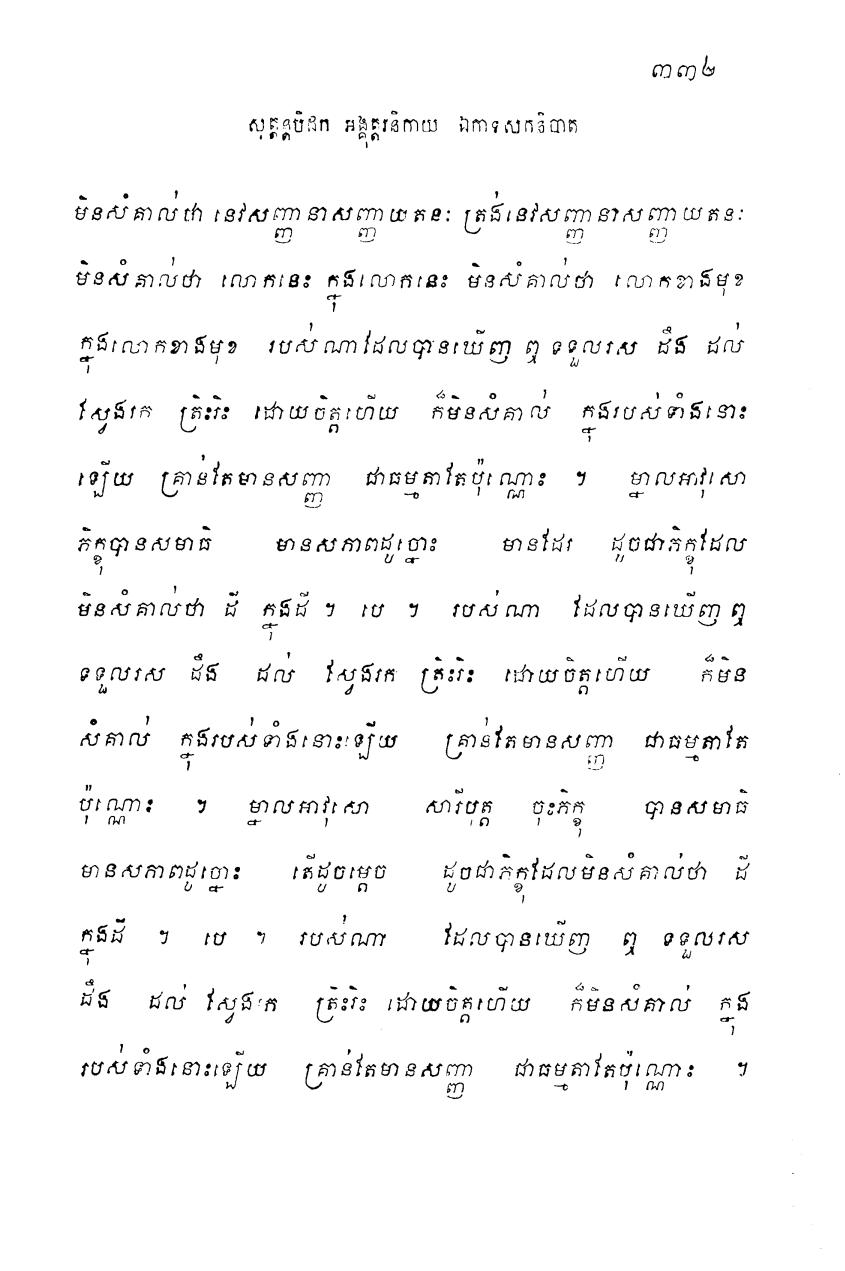 ៣៣២
សុត្តន្តបិដក អង្គុត្តរនិកាយ ឯកាទសកនិបាត
មិនសំគាល់ថា នេវសញ្ញានាសញ្ញាយតនៈ ត្រង់នេវសញ្ញានាសញ្ញាយតនៈ
មិនសំគាល់ថា លោកនេះ ក្នុងលោកនេះ មិនសំគាល់ថា លោកខាងមុខ
ក្នុងលោកខាងមុខ របស់ណាដែលបានឃើញ ឮ ទទួលរស ដឹង ដល់
ស្វែងរក ត្រិះរិះ ដោយចិត្តហើយ ក៏មិនសំគាល់ ក្នុងរបស់ទាំងនោះ
ឡើយ គ្រាន់តែមានសញ្ញា ជាធម្មតាតែប៉ុណ្ណោះ ។ ម្នាលអាវុសោ
ភិក្ខុបានសមាធិ មានសភាពដូច្នោះ មានដែរ ដូចជាភិក្ខុដែល
មិនសំគាល់ថា ដី ក្នុងដី ។ បេ ។ របស់ណា ដែលបានឃើញ ឮ
ទទួលរស ដឹង ដល់ ស្វែងរក ត្រិះរិះ ដោយចិត្តហើយ ក៏មិន
សំគាល់ ក្នុងរបស់ទាំងនោះឡើយ គ្រាន់តែមានសញ្ញា ជាធម្មតាតែ
ប៉ុណ្ណោះ ។ ម្នាលអាវុសោ សារីបុត្ត ចុះភិក្ខុ បានសមាធិ
មានសភាពដូច្នោះ តើដូចម្តេច ដូចជាភិក្ខុដែលមិនសំគាល់ថា ដី
ក្នុងដី ។ បេ ។ របស់ណា ដែលបានឃើញ ឮ ទទួលរស
ដឹង ដល់ ស្វែងរក ត្រិះរិះ ដោយចិត្តហើយ ក៏មិនសំគាល់ ក្នុង
របស់ទាំងនោះឡើយ គ្រាន់តែមានសញ្ញា ជាធម្មតាតែប៉ុណ្ណោះ ។